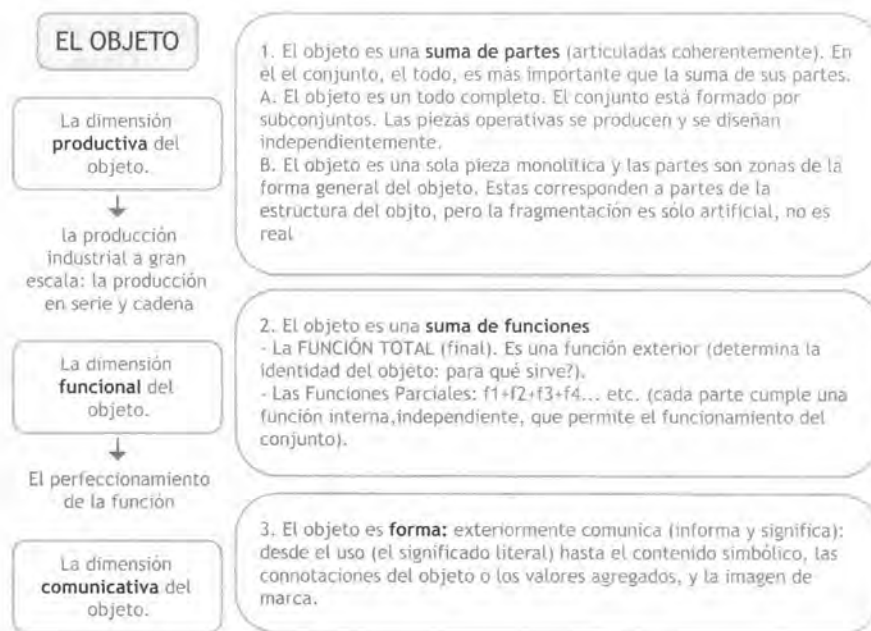 EL OBJETO
La dimensión
productiva del
objeto.
la producción
industrial a gran
escala: la producción
en serie y cadena
La dimensión
funcional del
objeto.
El perfeccionamiento
de la función
La dimensión
comunicativa del
objeto.
1. El objeto es una suma de partes (articuladas coherentemente). En
él el conjunto, el todo, es más importante que la suma de sus partes.
A. El objeto es un todo completo. El conjunto está formado por
subconjuntos. Las piezas operativas se producen y se diseñan
independientemente.
B. El objeto es una sola pieza monolítica y las partes son zonas de la
forma general del objeto. Estas corresponden a partes de la
estructura del objto, pero la fragmentación es sólo artificial, no es
real
2. El objeto es una suma de funciones
- La FUNCIÓN TOTAL (final). Es una función exterior (determina la
identidad del objeto: para qué sirve?).
- Las Funciones Parciales: f1+f2+f3+f4... etc. (cada parte cumple una
función interna,independiente, que permite el funcionamiento del
conjunto).
3. El objeto es forma: exteriormente comunica (informa y significa):
desde el uso (el significado literal) hasta el contenido simbólico, las
connotaciones del objeto o los valores agregados, y la imagen de
marca.